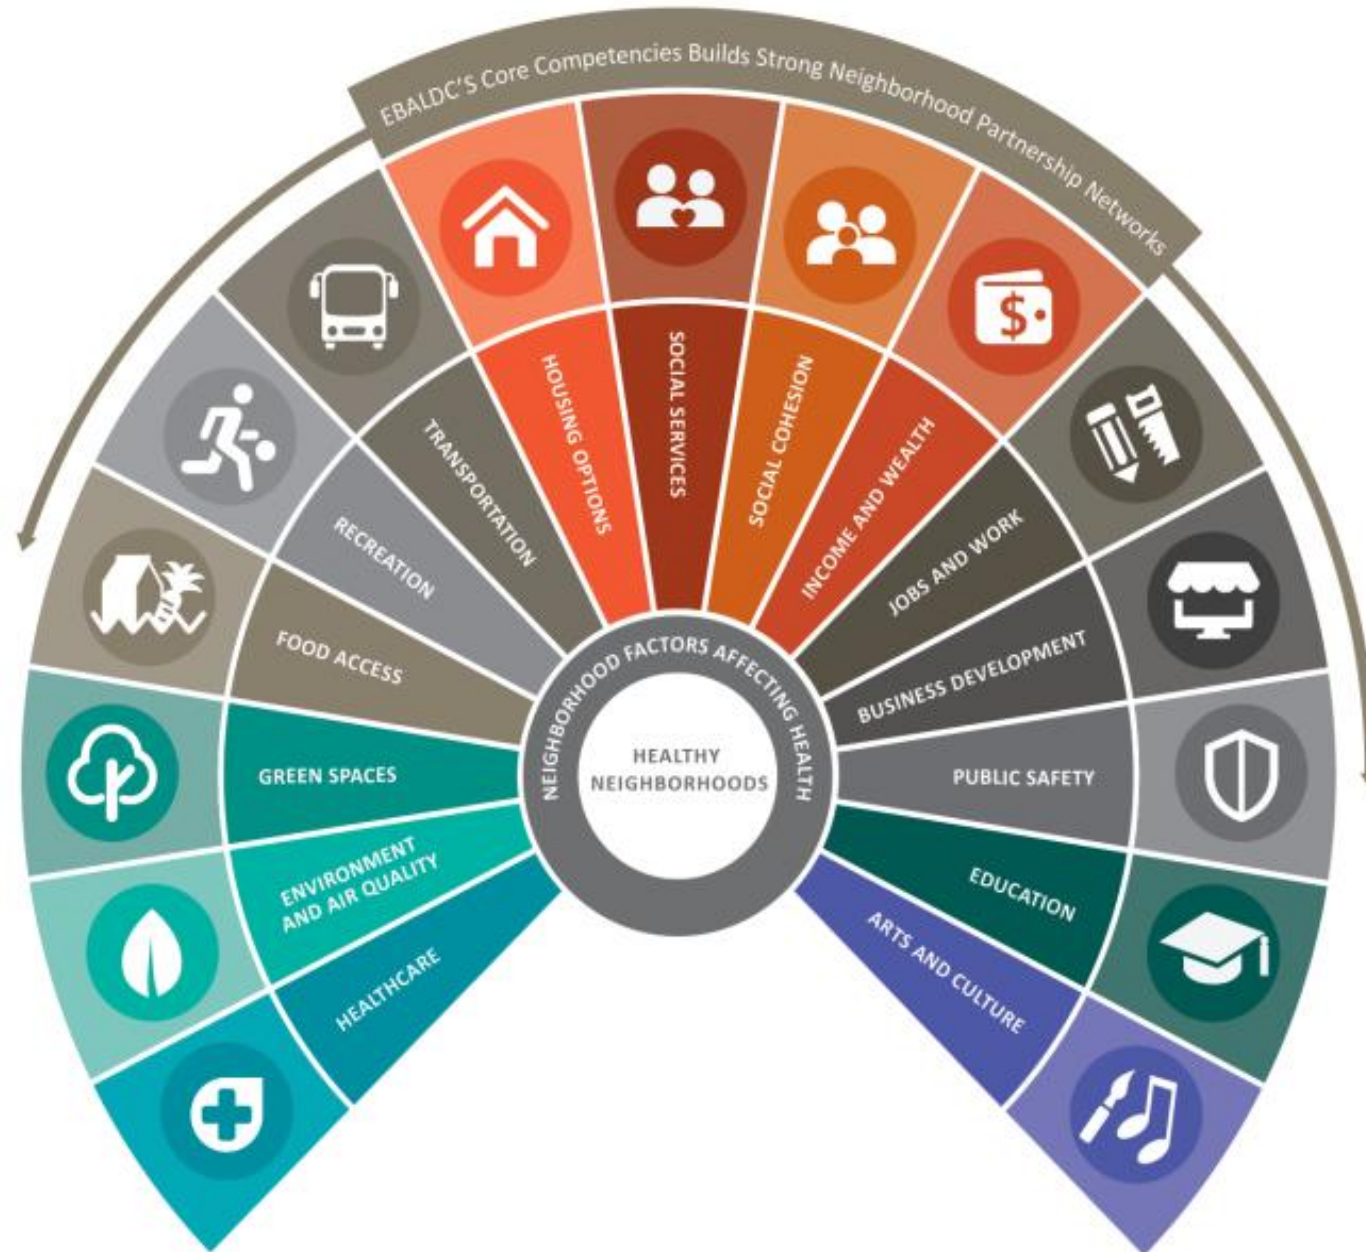 EBALDC'S Core Competencies Builds Strong Neighborhood Partnership Networks
HEALTHCARE
ENVIRONMENT
AND AIR QUALITY
GREEN SPACES
FOOD ACCESS
RECREATION
TRANSPORTATION
HOUSING OPTIONS
SOCIAL SERVICES
SOCIAL COHESION
INCOME AND WEALTH
$
JOBS AND WORK
BUSINESS DEVELOPMENT
PUBLIC SAFETY
EDUCATION
ARTS AND CULTURE
NEIGHBORHOOD FACTORS AFFECTING HEALTH
HEALTHY
NEIGHBORHOODS